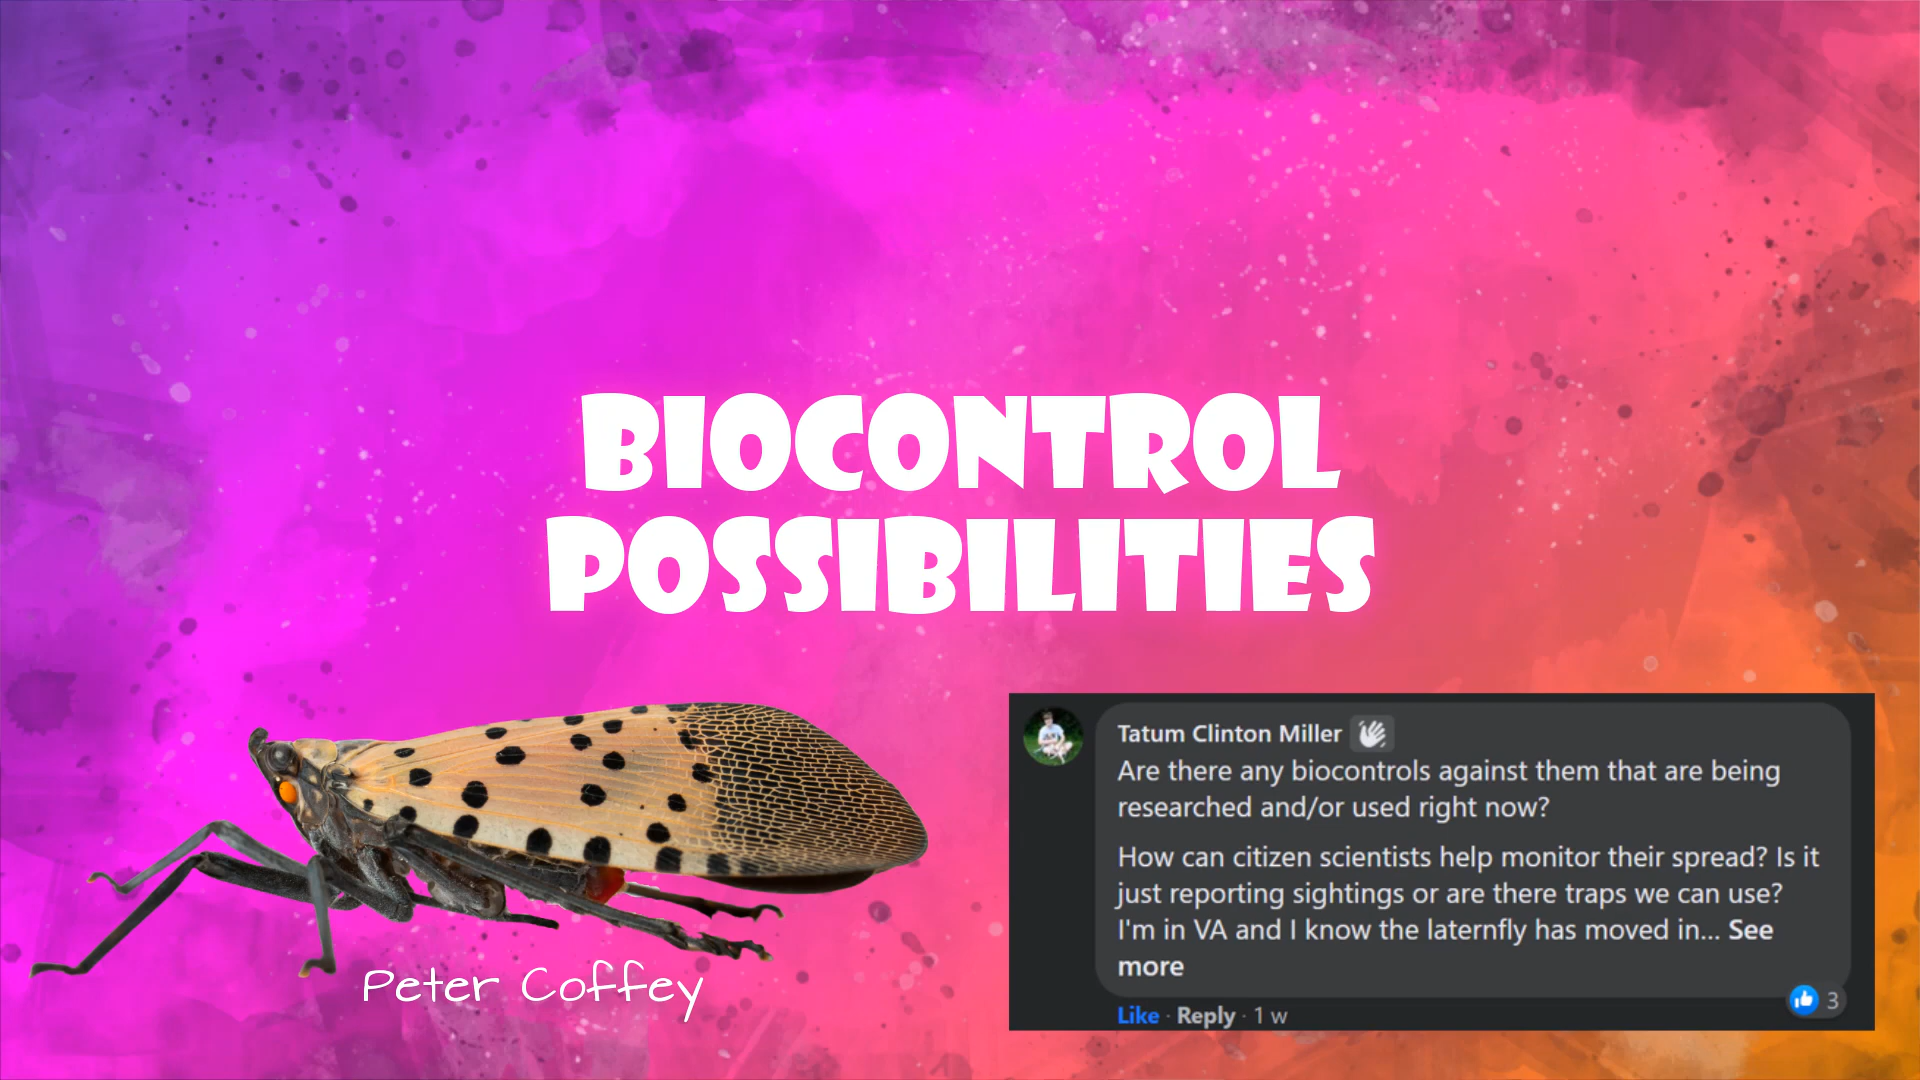 BIOCONTROL
POSSIBILITIES
Peter Coffey
Tatum Clinton Miller
Are there any biocontrols against them that are being
researched and/or used right now?
How can citizen scientists help monitor their spread? Is it
just reporting sightings or are there traps we can use?
I'm in VA and I know the laternfly has moved in... See
more
Like · Reply · 1 w
3